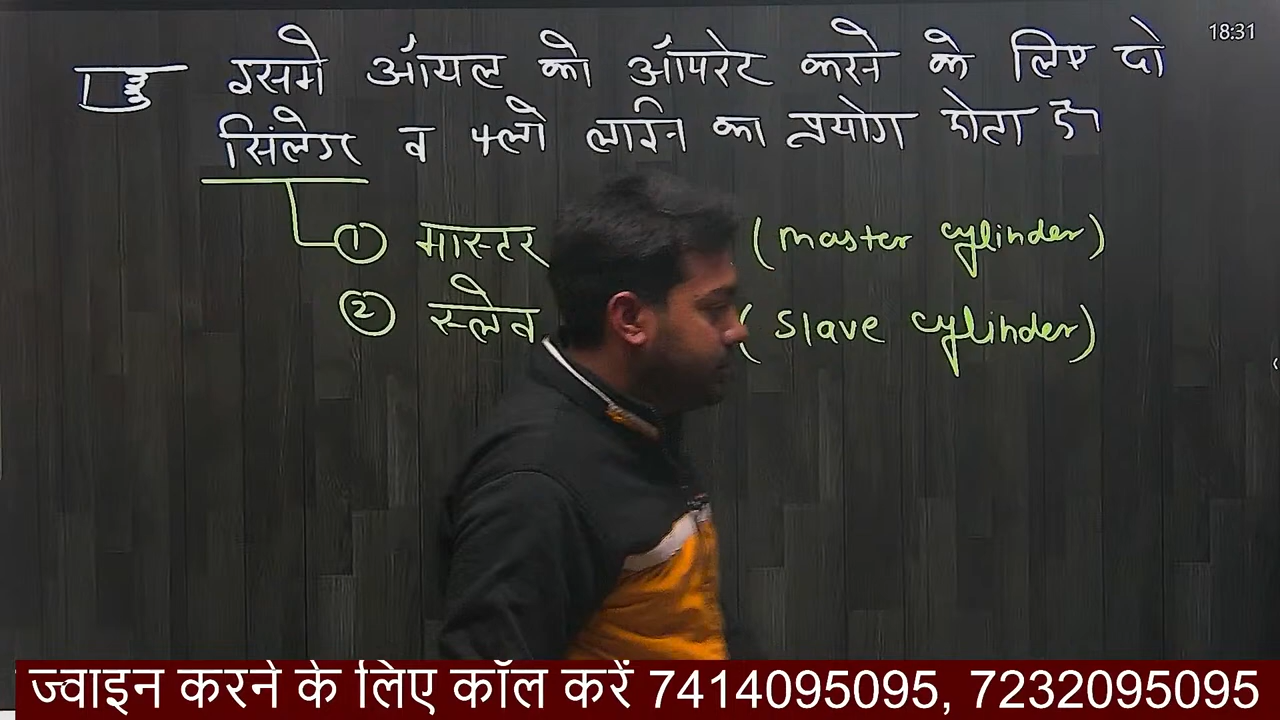 18:31
इसमे ऑयल को ऑपरेट करने के लिए दो
सिलेण्डर व फ्लो लाईन का प्रयोग होता है।
① मास्टर (master cylinder)
② स्लेव (Slave cylinder)
ज्वाइन करने के लिए कॉल करें 7414095095, 7232095095